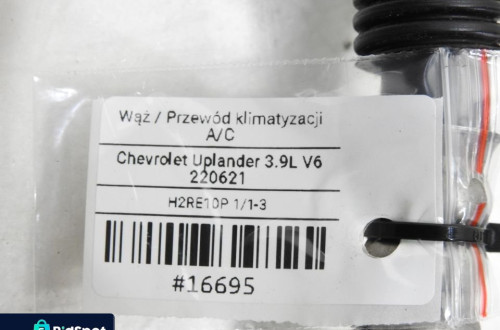 Wąż / Przewód klimatyzacji
A/C
Chevrolet Uplander 3.9L V6
220621
H2RE10P 1/1-3
#16695